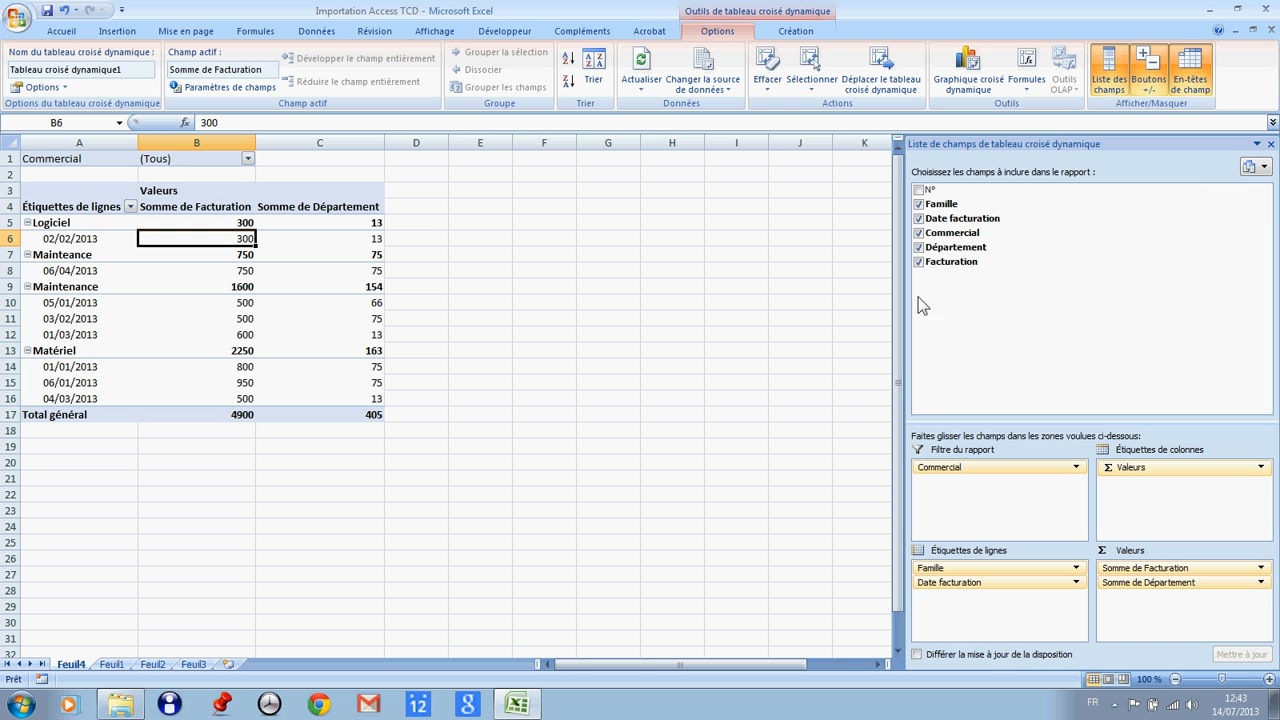 Importation Access TCD - Microsoft Excel
Outils de tableau croisé dynamique
Accueil Insertion Mise en page Formules Données Révision Affichage Développeur Compléments Acrobat Options Création
Nom du tableau croisé dynamique :
Tableau croisé dynamique1
Options
Options du tableau croisé dynamique
Champ actif :
Somme de Facturation
Paramètres de champs
Développer le champ entièrement
Réduire le champ entièrement
Champ actif
Grouper la sélection
Dissocier
Grouper les champs
Groupe
Trier
Trier
Actualiser
Changer la source de données
Données
Effacer
Sélectionner
Déplacer le tableau croisé dynamique
Actions
Graphique croisé dynamique
Formules
Outils OLAP
Outils
Liste des champs
Boutons +/-
En-têtes de champ
Afficher/Masquer
B6 fx 300
A B C D E F G H I J K
1 Commercial (Tous)
2
3 Valeurs
4 Étiquettes de lignes Somme de Facturation Somme de Département
5 Logiciel 300 13
6 02/02/2013 300 13
7 Mainteance 750 75
8 06/04/2013 750 75
9 Maintenance 1600 154
10 05/01/2013 500 66
11 03/02/2013 500 75
12 01/03/2013 600 13
13 Matériel 2250 163
14 01/01/2013 800 75
15 06/01/2013 950 75
16 04/03/2013 500 13
17 Total général 4900 405
18
19
20
21
22
23
24
25
26
27
28
29
30
31
32
Feuil4 Feuil1 Feuil2 Feuil3
Liste de champs de tableau croisé dynamique
Choisissez les champs à inclure dans le rapport :
N°
Famille
Date facturation
Commercial
Département
Facturation
Faites glisser les champs dans les zones voulues ci-dessous:
Filtre du rapport
Commercial
Étiquettes de colonnes
Σ Valeurs
Étiquettes de lignes
Famille
Date facturation
Σ Valeurs
Somme de Facturation
Somme de Département
Différer la mise à jour de la disposition
Mettre à jour
Prêt
100 %
12
g
FR
12:43
14/07/2013